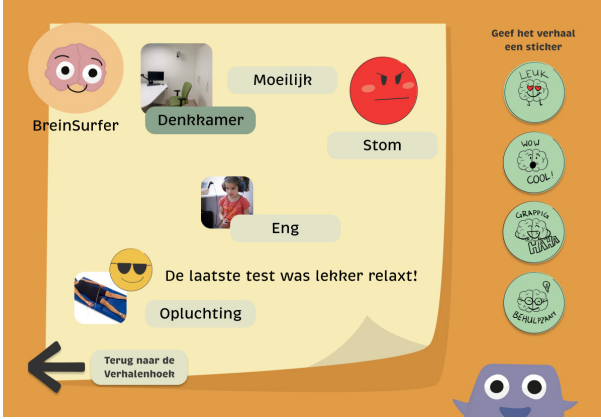 Geef het verhaal
een sticker
BreinSurfer
Denkkamer
Moeilijk
Stom
Eng
De laatste test was lekker relaxt!
Opluchting
Terug naar de
Verhalenhoek
LEUK
WOW
COOL!
GRAPPIG
HAHA
BEHULPZAAM